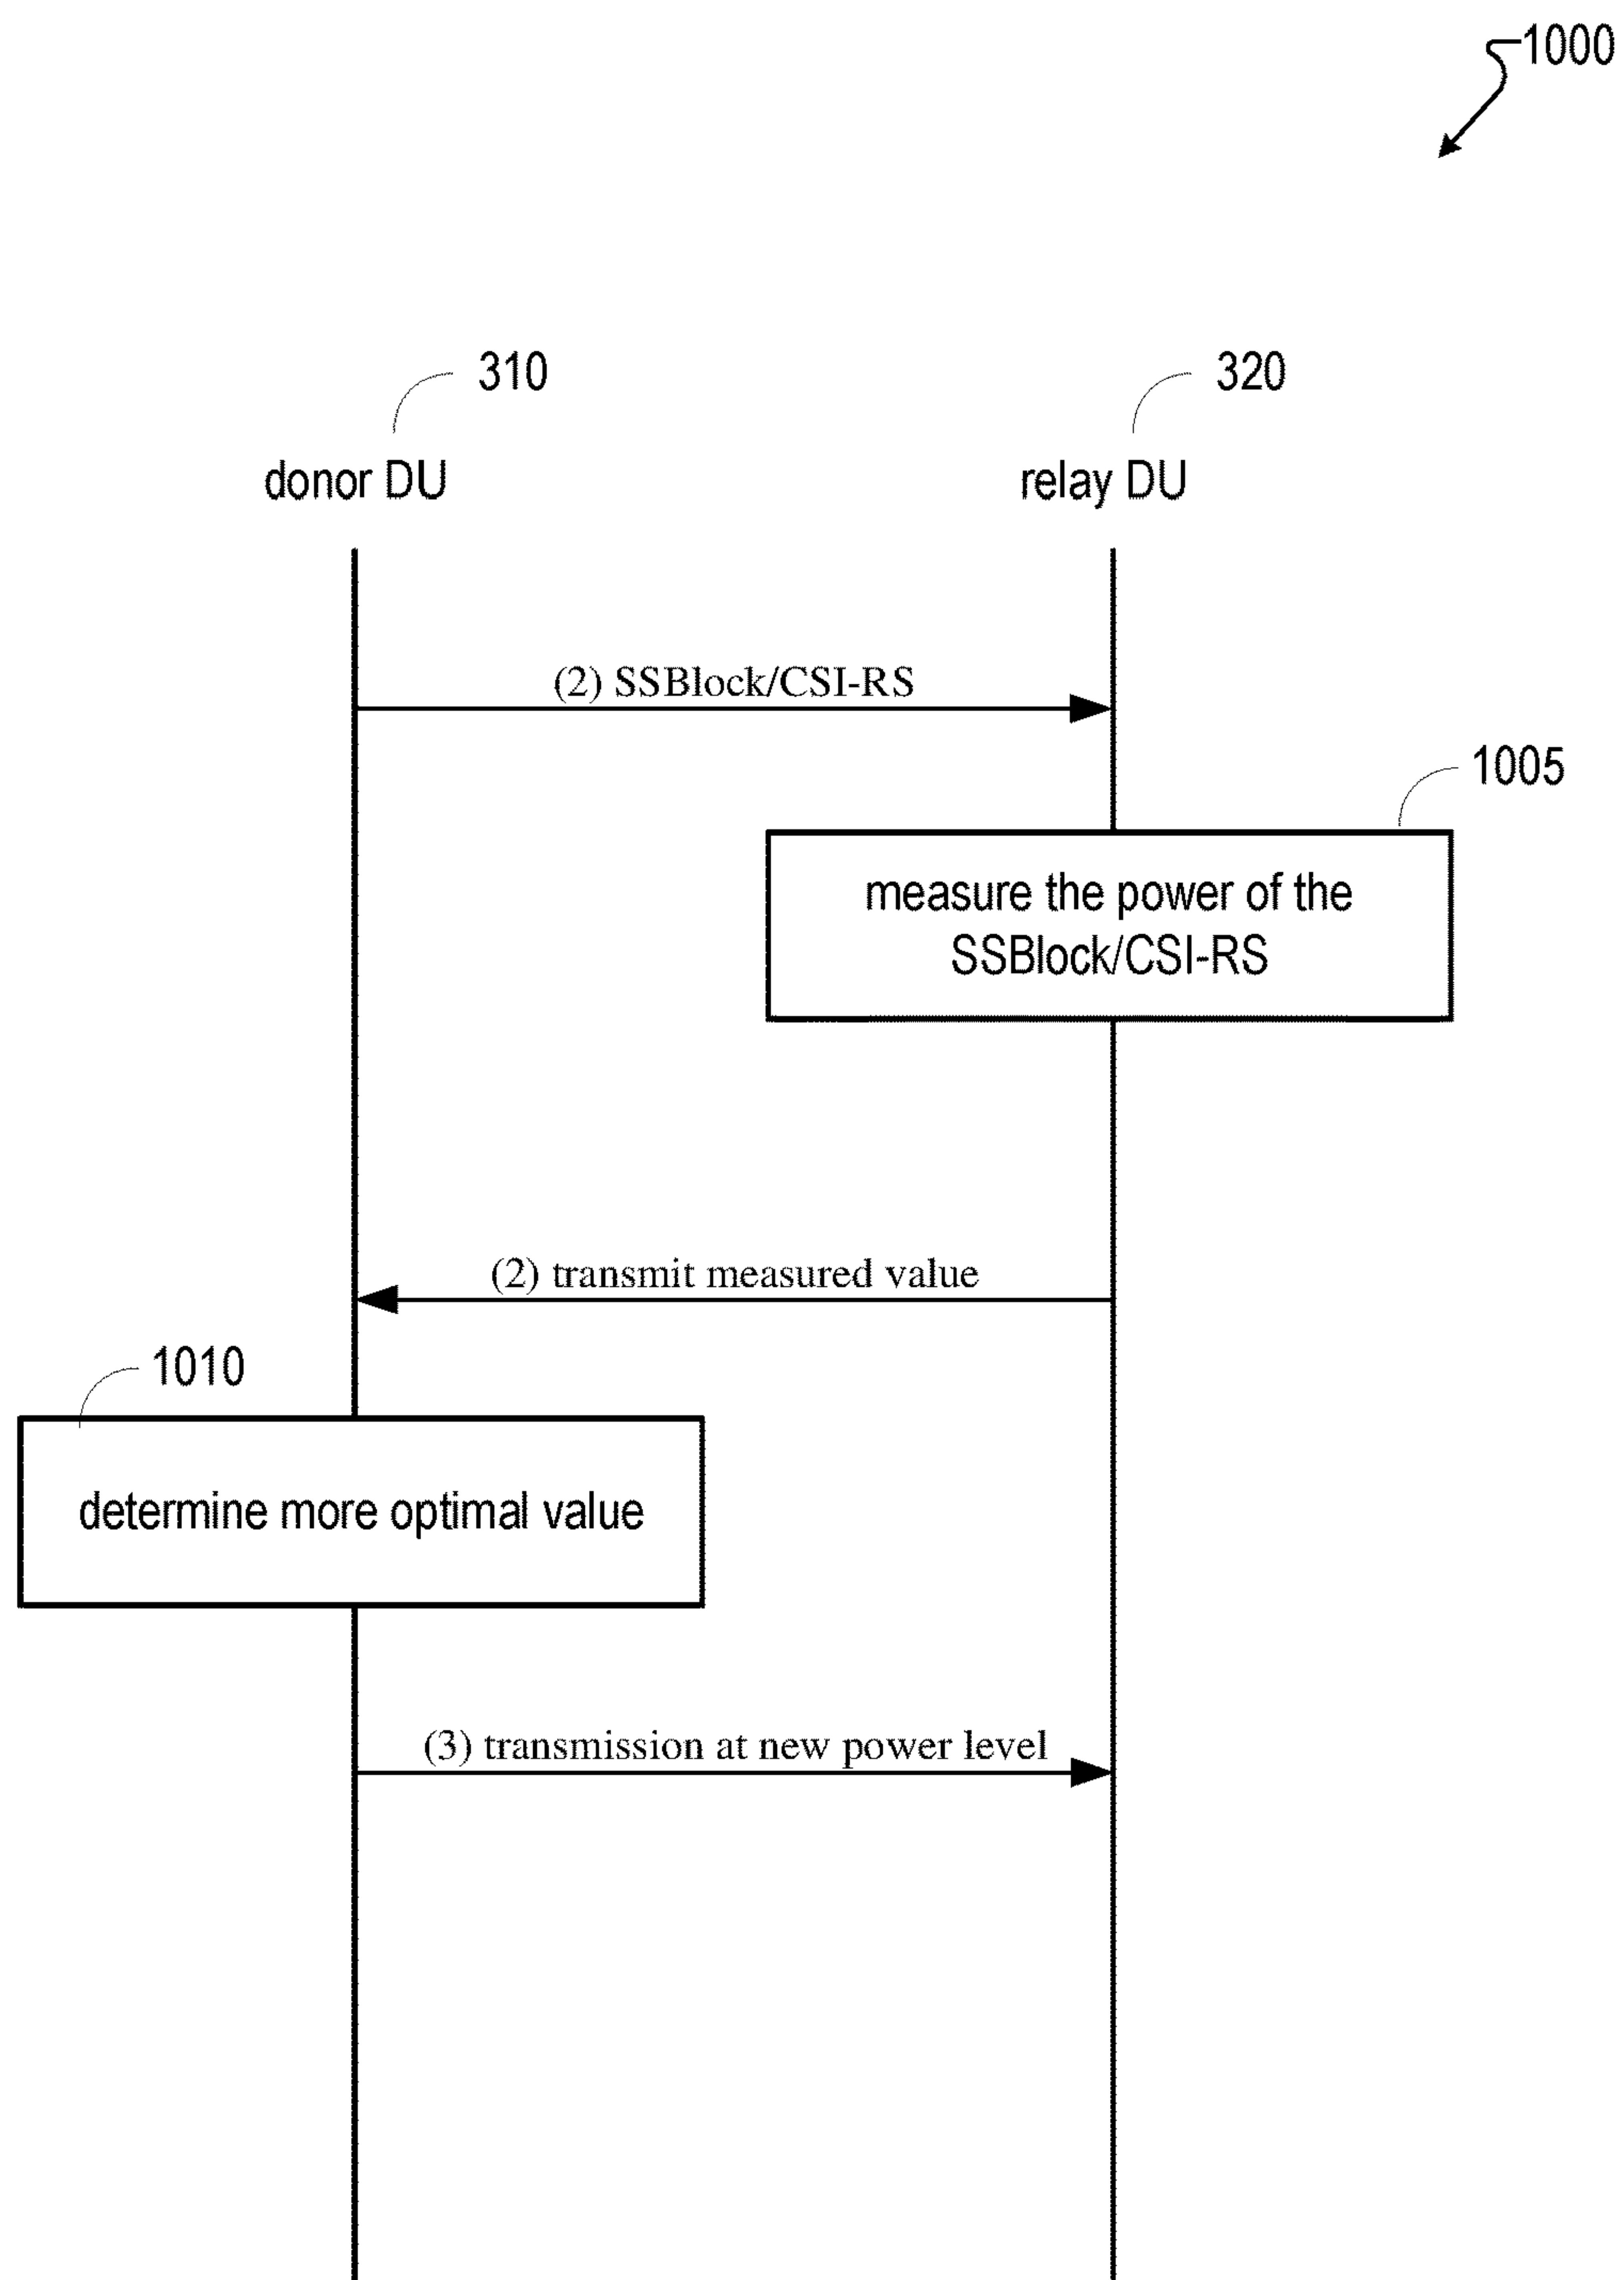 1000
310
320
donor DU
relay DU
(2) SSBlock/CSI-RS
1005
measure the power of the
SSBlock/CSI-RS
(2) transmit measured value
1010
determine more optimal value
(3) transmission at new power level